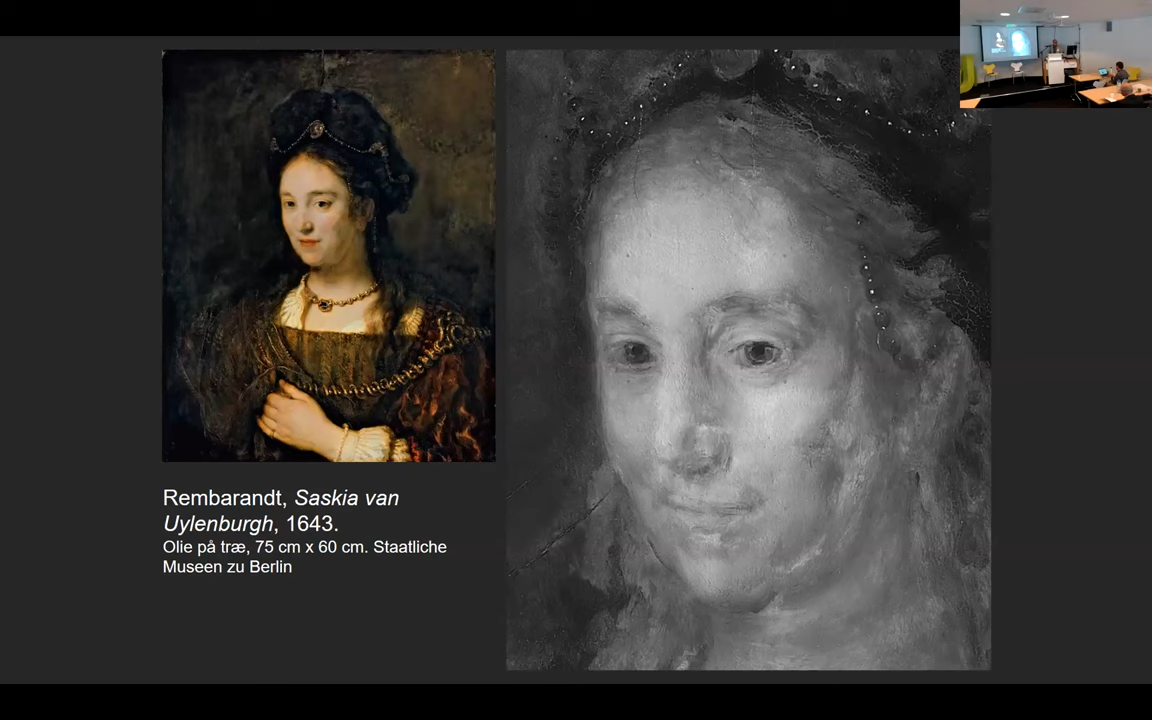 Rembarandt, Saskia van
Uylenburgh, 1643.
Olie på træ, 75 cm x 60 cm. Staatliche
Museen zu Berlin